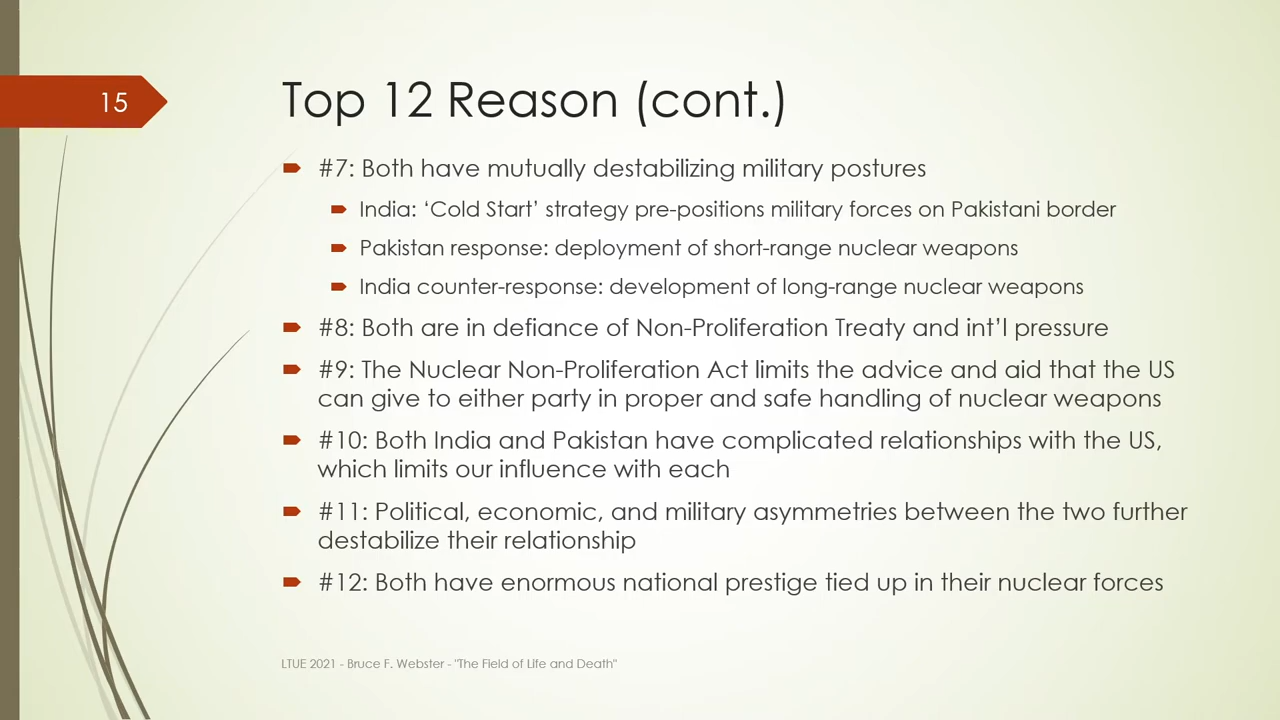 15
Top 12 Reason (cont.)
#7: Both have mutually destabilizing military postures
India: ‘Cold Start’ strategy pre-positions military forces on Pakistani border
Pakistan response: deployment of short-range nuclear weapons
India counter-response: development of long-range nuclear weapons
#8: Both are in defiance of Non-Proliferation Treaty and int’l pressure
#9: The Nuclear Non-Proliferation Act limits the advice and aid that the US
can give to either party in proper and safe handling of nuclear weapons
#10: Both India and Pakistan have complicated relationships with the US,
which limits our influence with each
#11: Political, economic, and military asymmetries between the two further
destabilize their relationship
#12: Both have enormous national prestige tied up in their nuclear forces
LTUE 2021 - Bruce F. Webster - "The Field of Life and Death"